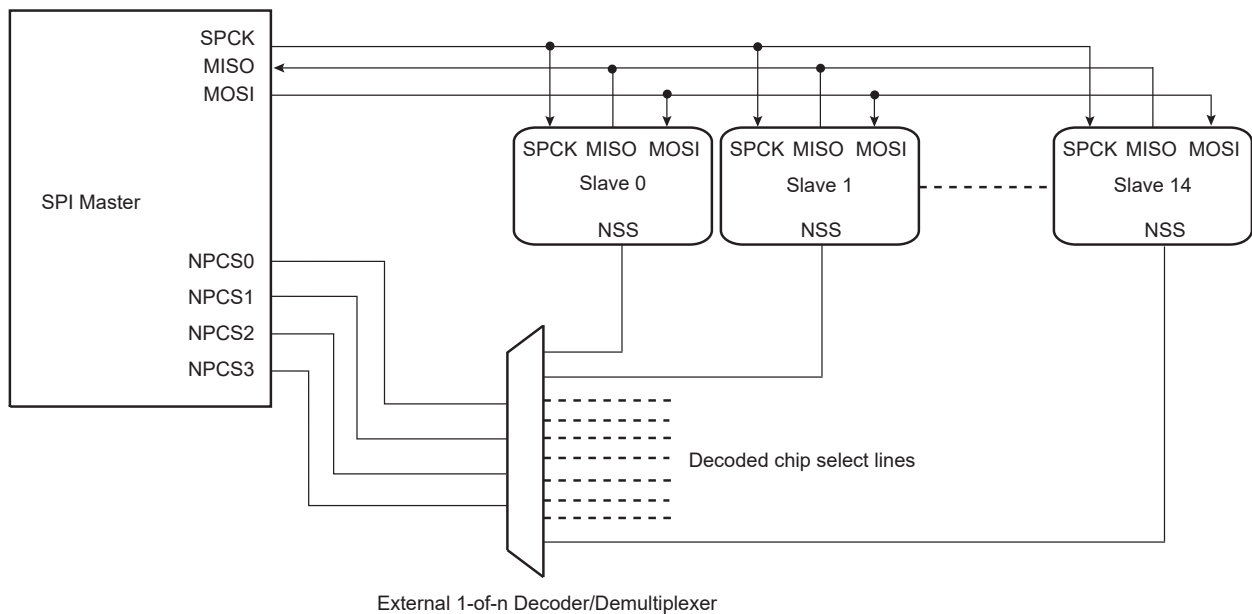 SPCK
MISO
MOSI
SPI Master
NPCS0
NPCS1
NPCS2
NPCS3
SPCK MISO MOSI
Slave 0
NSS
SPCK MISO MOSI
Slave 1
NSS
SPCK MISO MOSI
Slave 14
NSS
Decoded chip select lines
External 1-of-n Decoder/Demultiplexer